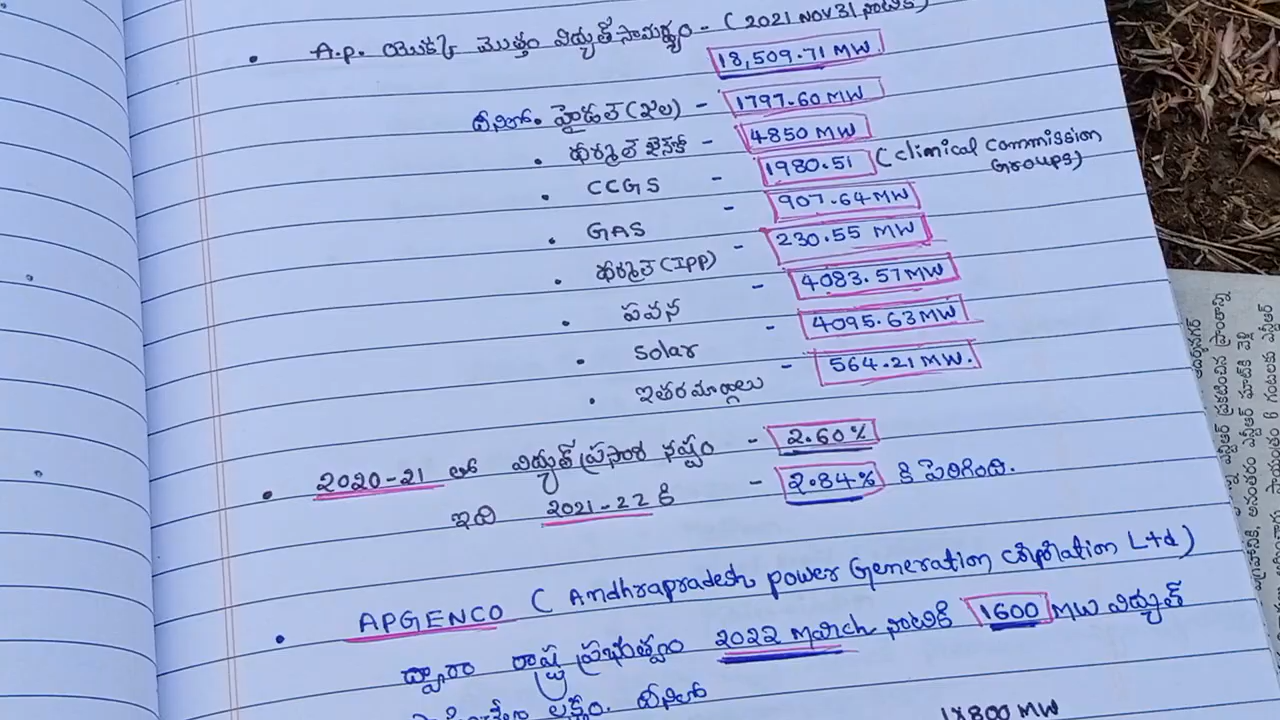 • A.p. యొక్క మొత్తం విద్యుత్ సామర్థ్యం - (2021 NOV 31 నాటికి)
18,509.71 MW.
దీనిలో. హైడల్ (జల) - 1797.60 MW
• థర్మల్ జెన్కో - 4850 MW
• CCGS - 1980.51 (climical commission Groups)
• GAS - 907.64 MW
• థర్మల్ (IPP) - 230.55 MW
• పవన - 4083.57 MW
• Solar - 4095.63 MW
• ఇతర మార్గాలు - 564.21 MW.
• 2020-21 లో విద్యుత్ ప్రసార నష్టం - 2.60%
ఇది 2021-22 కి - 2.84% కి పెరిగింది.
• APGENCO ( Andhrapradesh power Generation corporation Ltd )
ద్వారా రాష్ట్ర ప్రభుత్వం 2022 March నాటికి 1600 MW విద్యుత్
లక్ష్యం. దీనిలో
1X800 MW